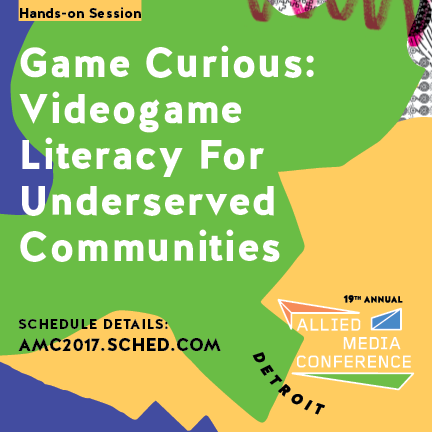 Hands-on Session
Game Curious:
Videogame
Literacy For
Underserved
Communities
SCHEDULE DETAILS:
AMC2017.SCHED.COM
19TH ANNUAL
ALLIED
MEDIA
CONFERENCE
DETROIT